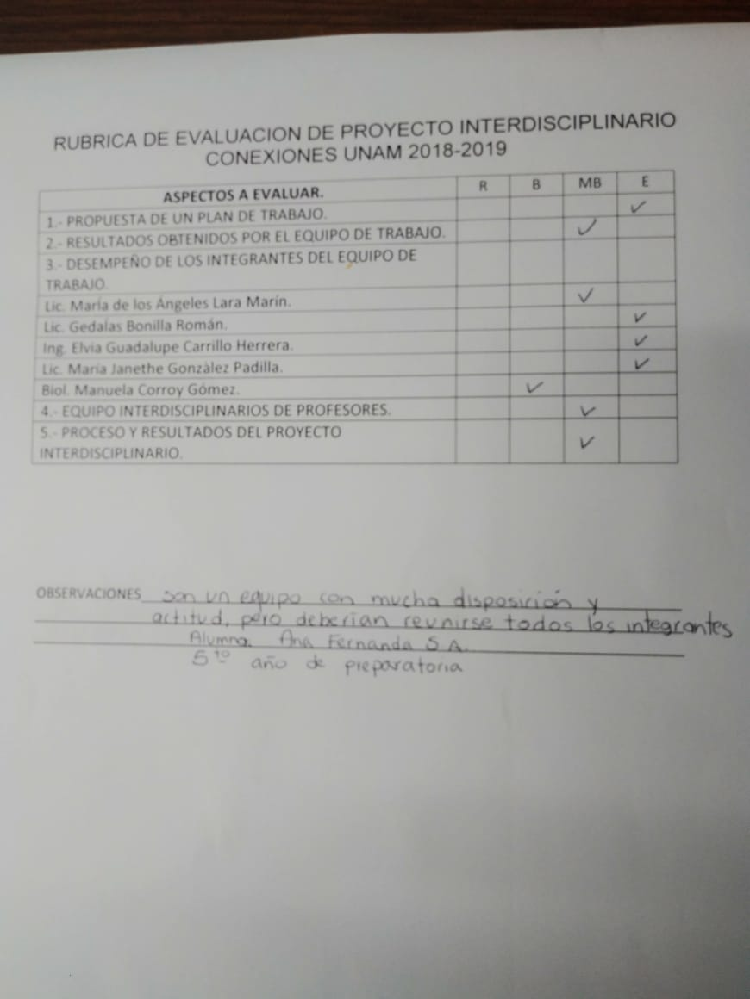 RUBRICA DE EVALUACION DE PROYECTO INTERDISCIPLINARIO
CONEXIONES UNAM 2018-2019
ASPECTOS A EVALUAR. R B MB E
1.- PROPUESTA DE UN PLAN DE TRABAJO. ✓
2.- RESULTADOS OBTENIDOS POR EL EQUIPO DE TRABAJO. ✓
3.- DESEMPEÑO DE LOS INTEGRANTES DEL EQUIPO DE
TRABAJO.
Lic. María de los Ángeles Lara Marín. ✓
Lic. Gedalas Bonilla Román. ✓
Ing. Elvia Guadalupe Carrillo Herrera. ✓
Lic. María Janethe Gonzàlez Padilla. ✓
Biol. Manuela Corroy Gómez. ✓
4.- EQUIPO INTERDISCIPLINARIOS DE PROFESORES. ✓
5.- PROCESO Y RESULTADOS DEL PROYECTO
INTERDISCIPLINARIO. ✓
OBSERVACIONES son un equipo con mucha disposición y
actitud, pero deberían reunirse todos los integrantes
Alumna. Ana Fernanda S.A.
5to año de preparatoria